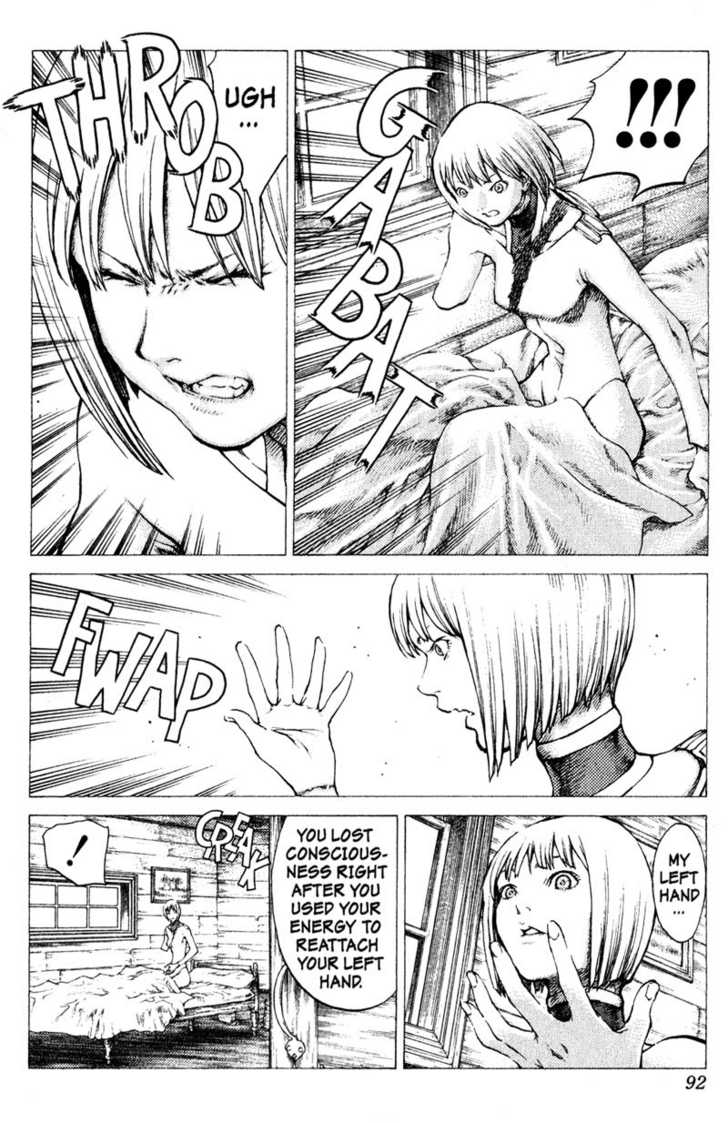 !!!
GABAT
THROB
UGH
...
FWAP
MY
LEFT
HAND
...
YOU LOST
CONSCIOUS-
NESS RIGHT
AFTER YOU
USED YOUR
ENERGY TO
REATTACH
YOUR LEFT
HAND.
CREAK
!
92